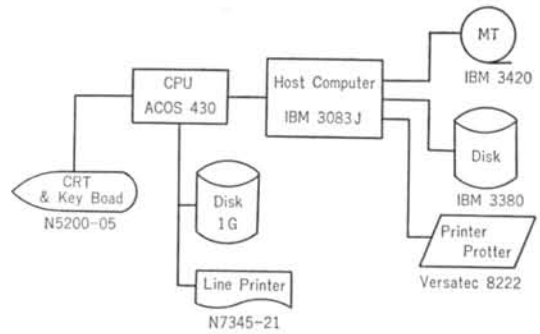 MT
IBM 3420
CPU
ACOS 430
Host Computer
IBM 3083J
CRT
& Key Boad
N5200-05
Disk
1G
Disk
IBM 3380
Line Printer
N7345-21
Printer
Protter
Versatec 8222